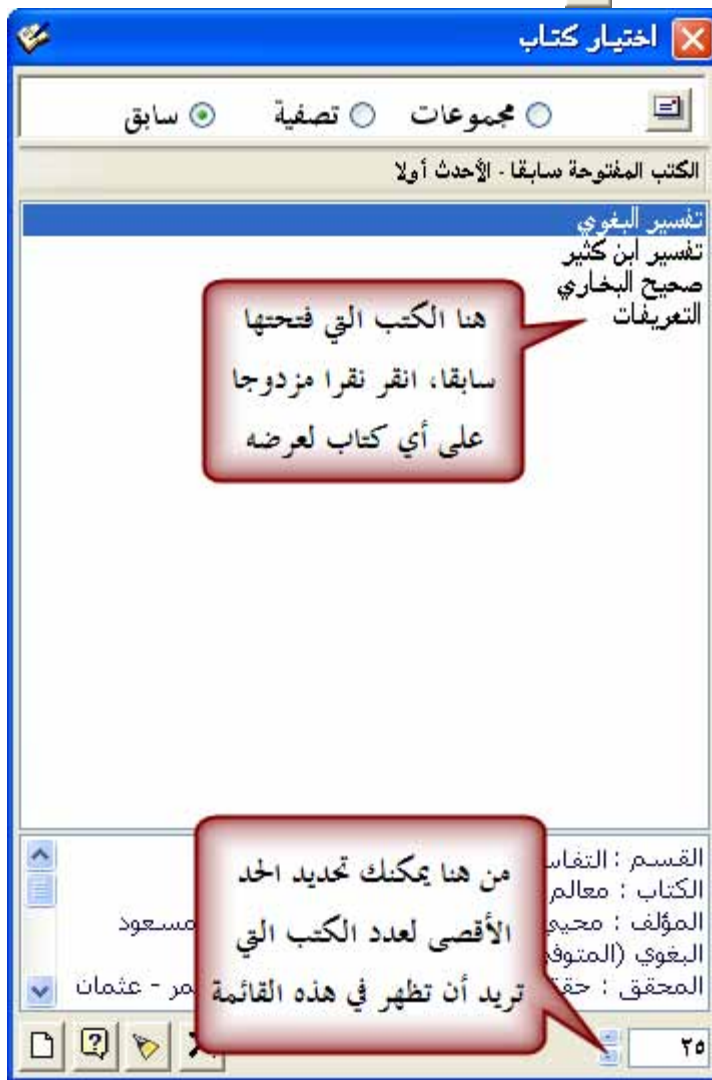 اختيار كتاب
مجموعات تصفية سابق
الكتب المفتوحة سابقا - الأحدث أولا
تفسير البغوي
تفسير ابن كثير
صحيح البخاري
التعريفات
هنا الكتب التي فتحتها
سابقا، انقر نقرا مزدوجا
على أي كتاب لعرضه
القسم : التفا
الكتاب : معالم
المؤلف : محيي مسعود
البغوي (المتوف
المحقق : حق مر - عثمان
من هنا يمكنك تحديد الحد
الأقصى لعدد الكتب التي
تريد أن تظهر في هذه القائمة
٢٥